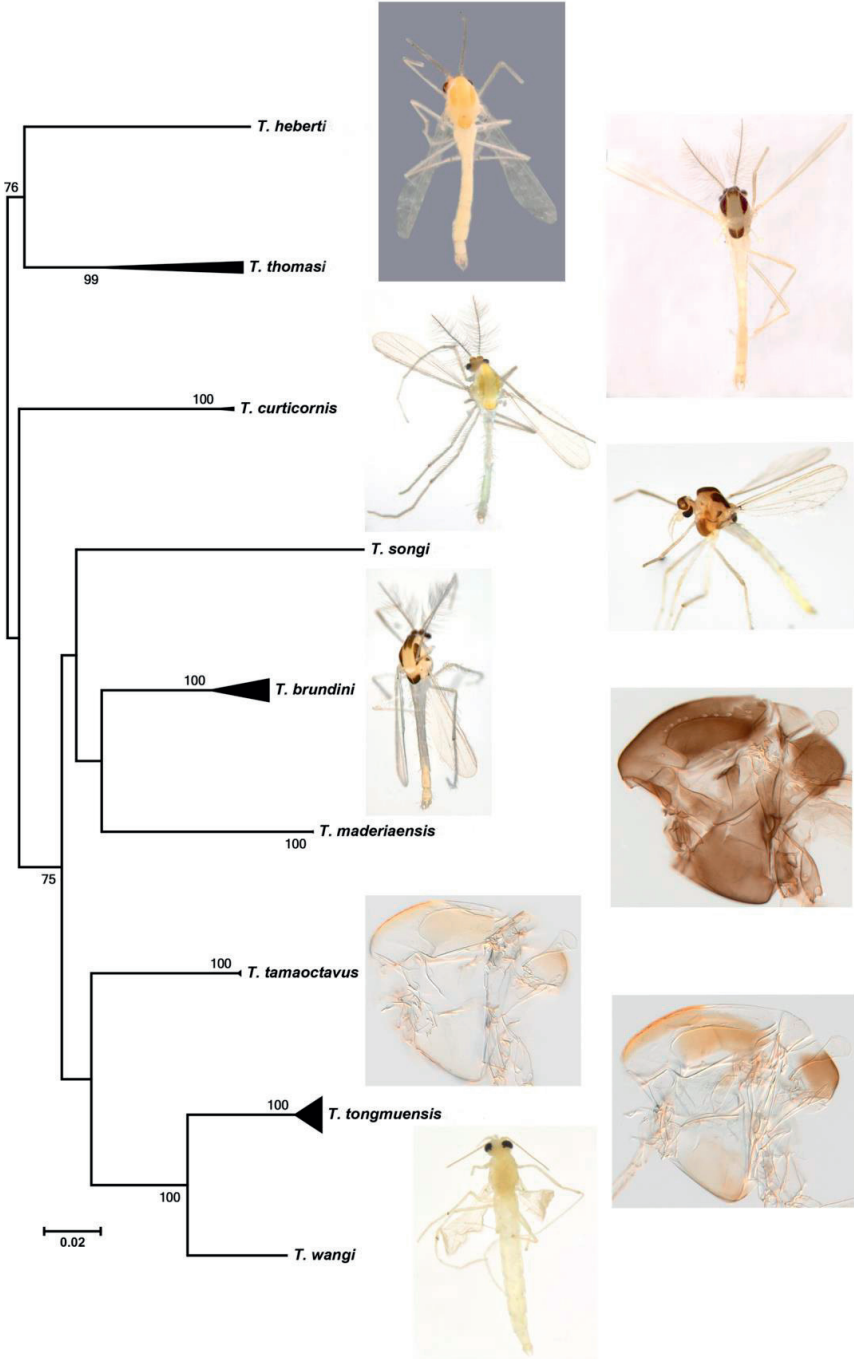 T. heberti
76
99
T. thomasi
100
T. curticornis
T. songi
100
T. brundini
T. maderiaensis
100
75
100
T. tamaoctavus
100
T. tongmuensis
100
0.02
T. wangi